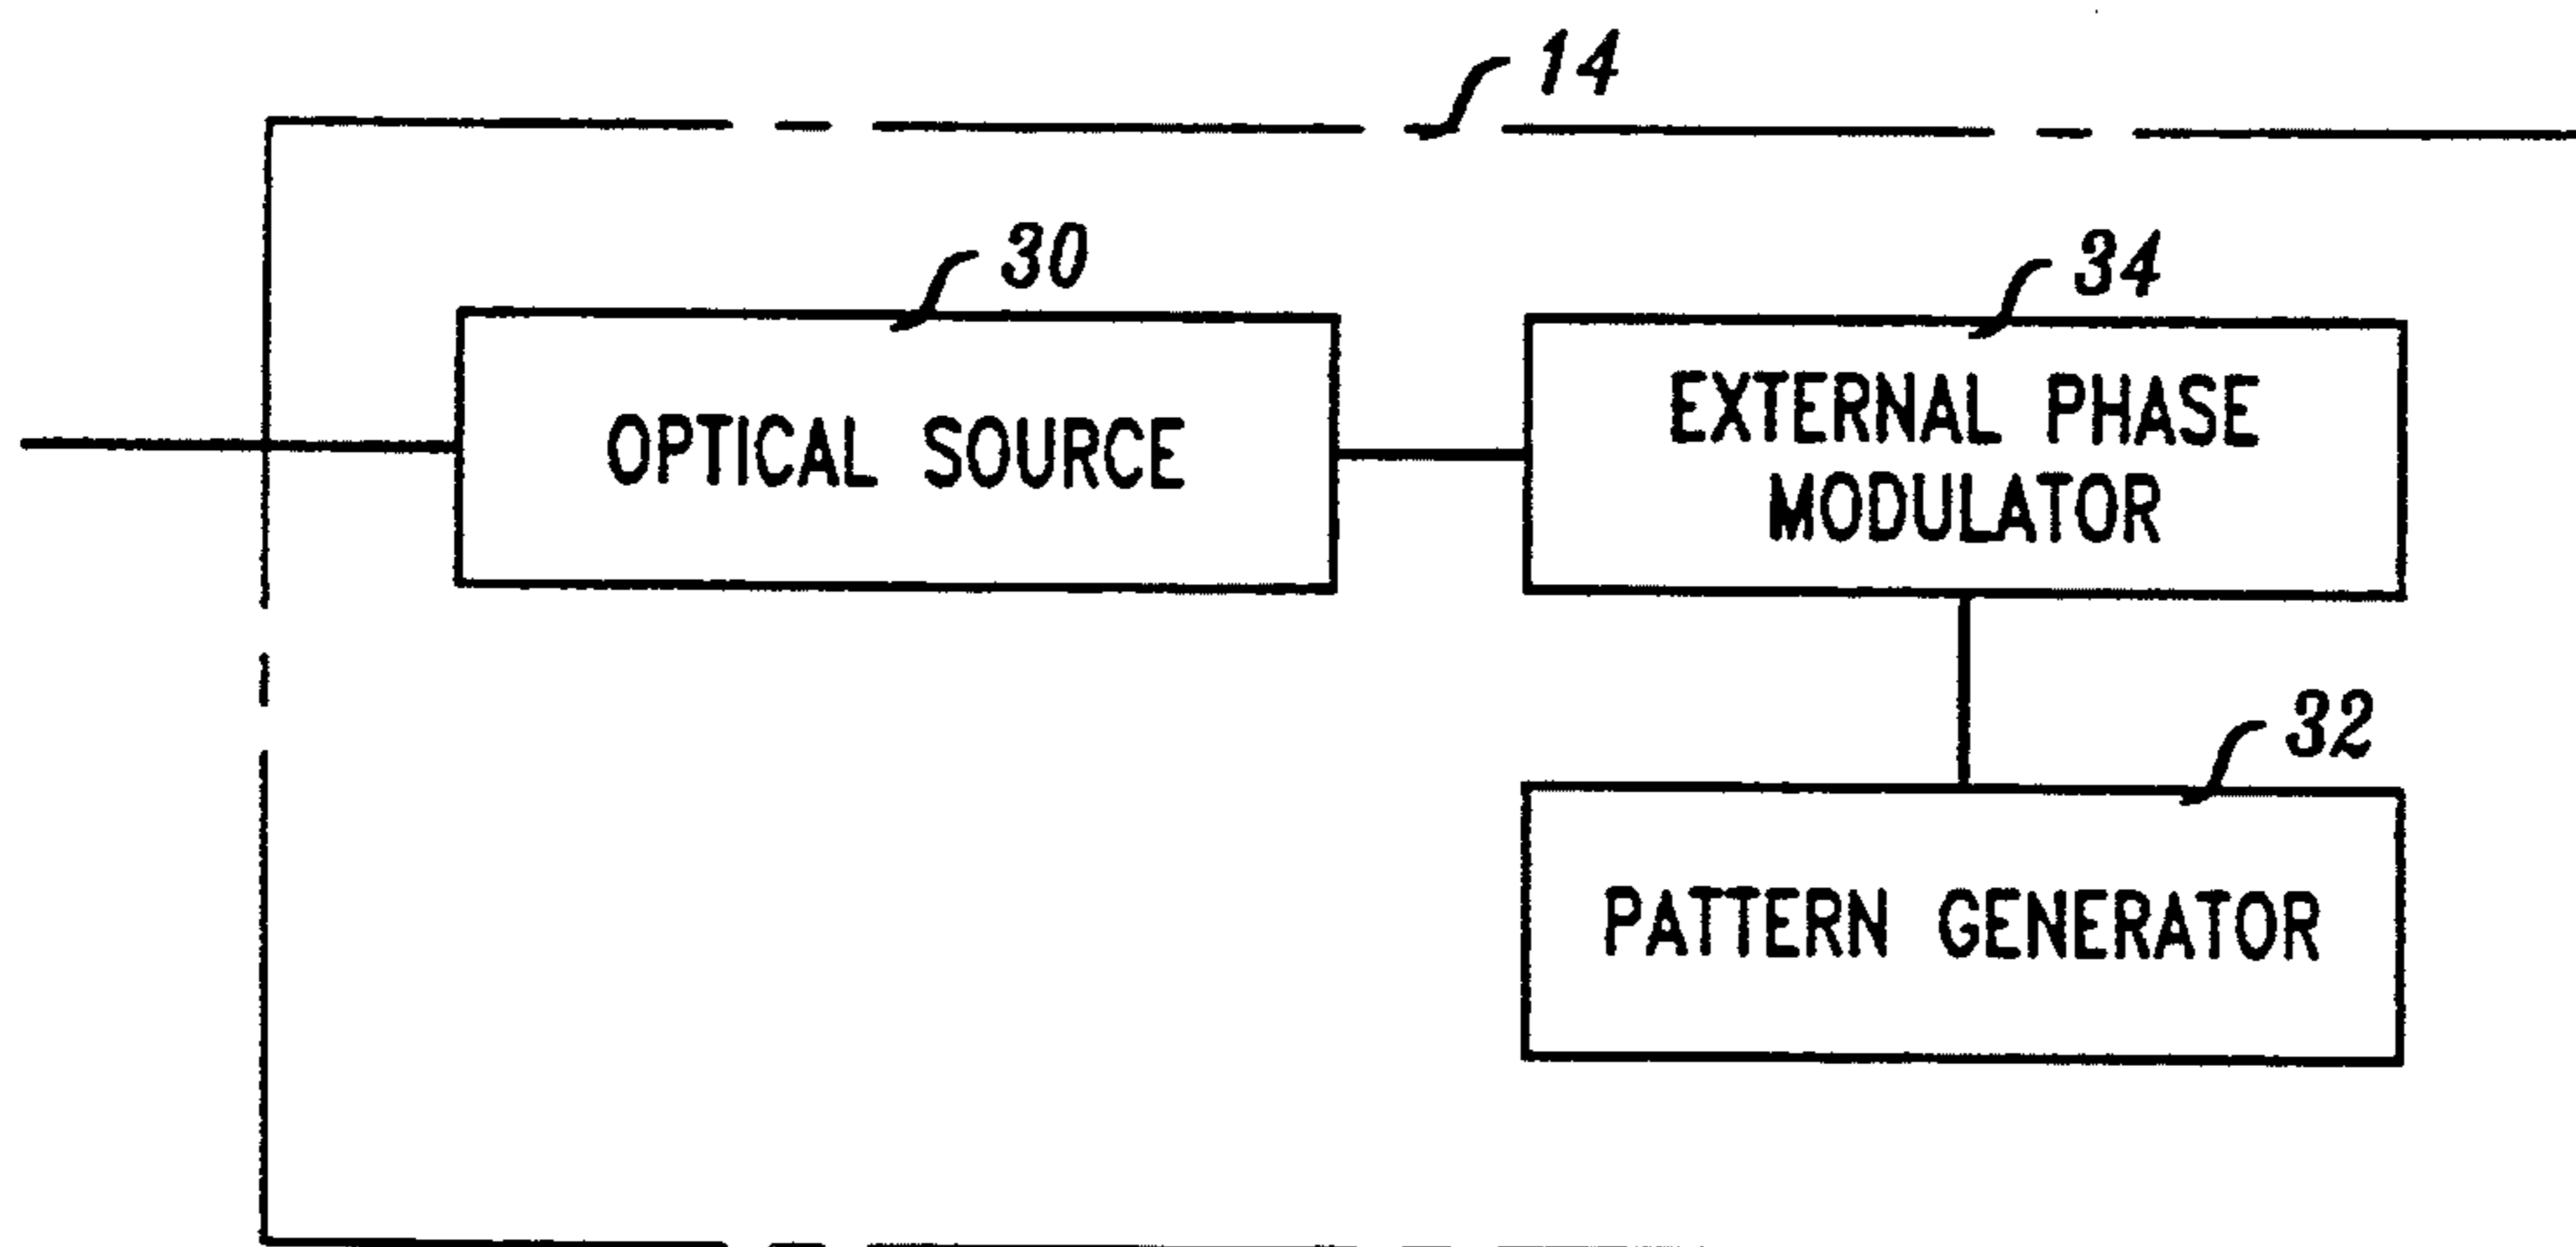 14
30
34
OPTICAL SOURCE
EXTERNAL PHASE
MODULATOR
32
PATTERN GENERATOR